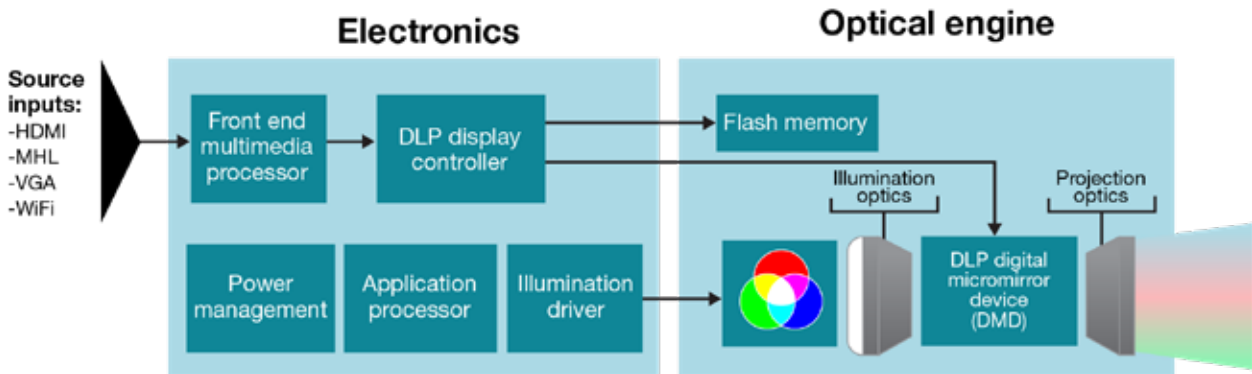 Electronics
Optical engine
Source
inputs:
-HDMI
-MHL
-VGA
-WiFi
Front end
multimedia
processor
DLP display
controller
Flash memory
Illumination
optics
Projection
optics
Power
management
Application
processor
Illumination
driver
DLP digital
micromirror
device
(DMD)